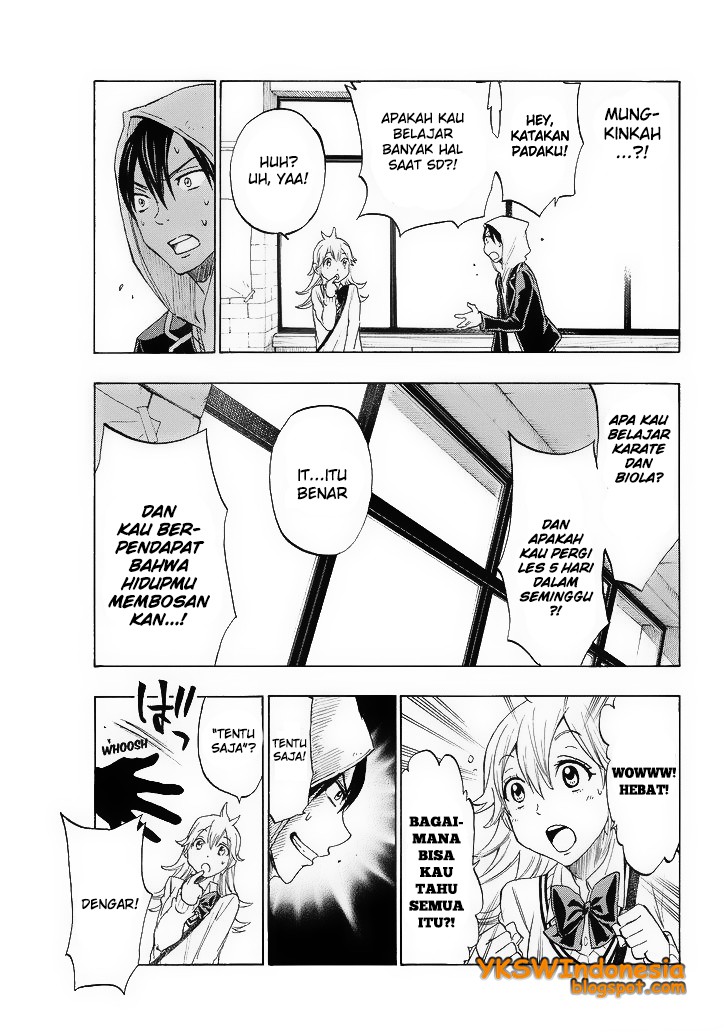 MUNG-
KINKAH
...?!
HEY,
KATAKAN
PADAKU!
APAKAH KAU
BELAJAR
BANYAK HAL
SAAT SD?!
HUH?
UH, YAA!
APA KAU
BELAJAR
KARATE
DAN
BIOLA?
DAN
APAKAH
KAU PERGI
LES 5 HARI
DALAM
SEMINGGU
?!
IT...ITU
BENAR
DAN
KAU BER-
PENDAPAT
BAHWA
HIDUPMU
MEMBOSAN
KAN...!
WOWWW!
HEBAT!
BAGAI-
MANA
BISA
KAU
TAHU
SEMUA
ITU?!
TENTU
SAJA!
"TENTU
SAJA"?
ばっ
WHOOSH
DENGAR!
YKSWIndonesia
blogspot.com